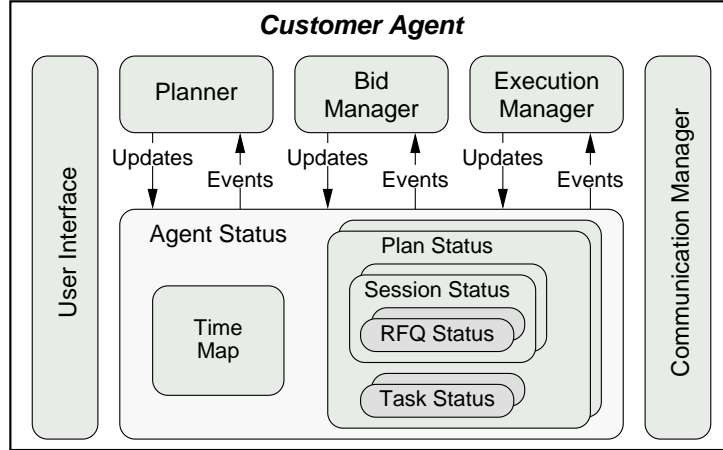 Customer Agent
User Interface
Planner
Bid
Manager
Execution
Manager
Communication Manager
Updates
Events
Updates
Events
Updates
Events
Agent Status
Time
Map
Plan Status
Session Status
RFQ Status
Task Status